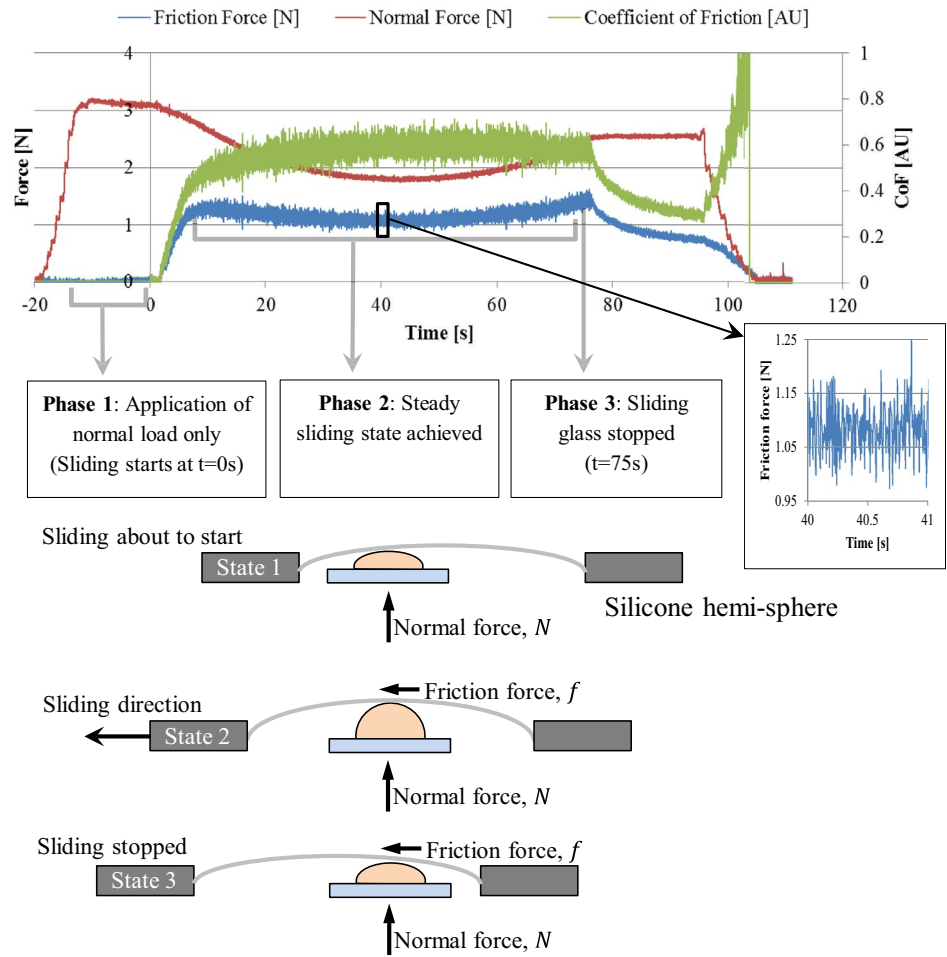 Friction Force [N] Normal Force [N] Coefficient of Friction [AU]
4 1
3 0.8
2 0.6
1 0.4
0 0.2
0
Force [N]
CoF [AU]
-20 0 20 40 60 80 100 120
Time [s]
Phase 1: Application of
normal load only
(Sliding starts at t=0s)
Phase 2: Steady
sliding state achieved
Phase 3: Sliding
glass stopped
(t=75s)
1.25
1.15
1.05
0.95
Friction force [N]
40 40.5 41
Time [s]
Sliding about to start
State 1
Silicone hemi-sphere
Normal force, N
Friction force, f
Sliding direction
State 2
Normal force, N
Sliding stopped
Friction force, f
State 3
Normal force, N